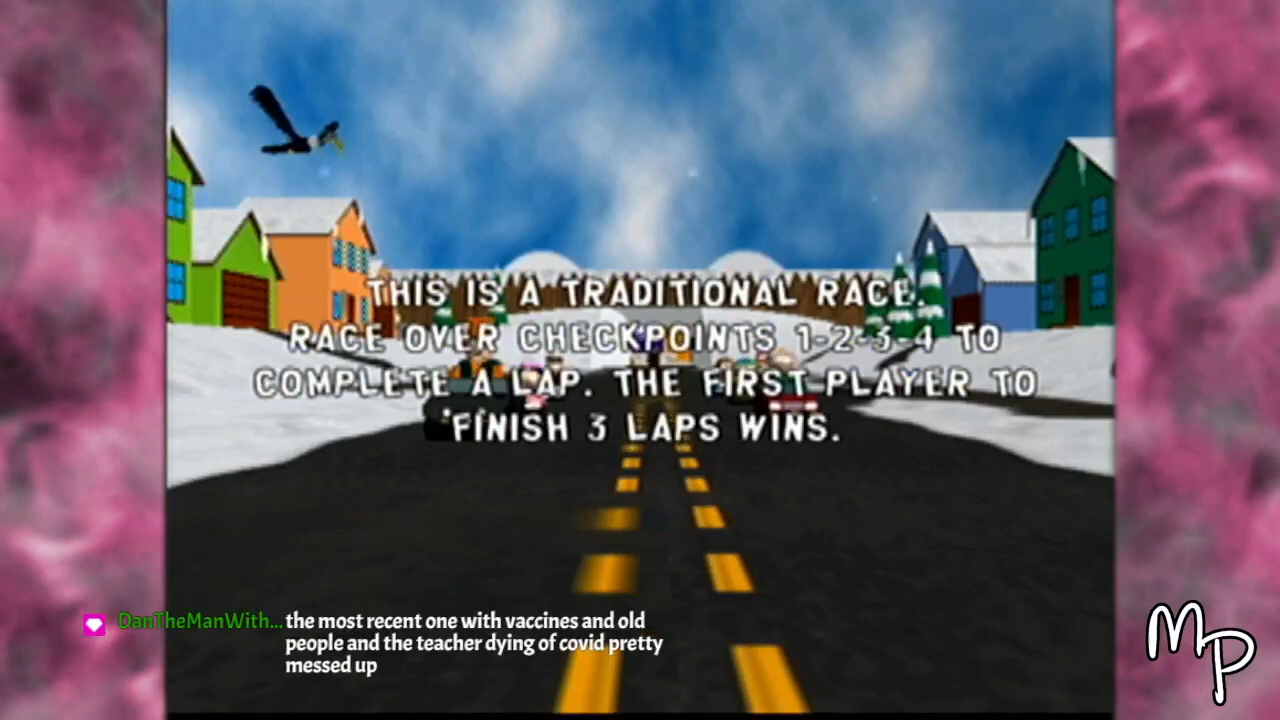 THIS IS A TRADITIONAL RACE.
RACE OVER CHECKPOINTS 1-2-3-4 TO
COMPLETE A LAP. THE FIRST PLAYER TO
FINISH 3 LAPS WINS.
DanTheManWith... the most recent one with vaccines and old
people and the teacher dying of covid pretty
messed up
MP